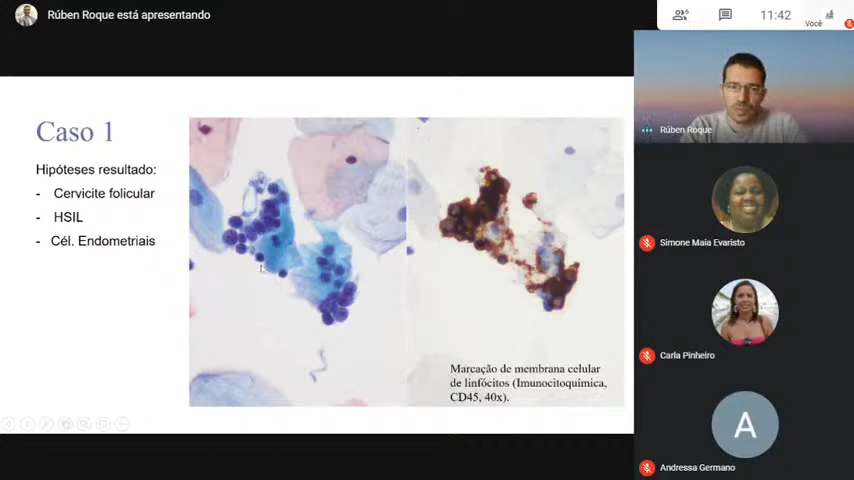 Rúben Roque está apresentando
11:42
Você
Caso 1
Hipóteses resultado:
- Cervicite folicular
- HSIL
- Cél. Endometriais
Marcação de membrana celular
de linfócitos (Imunocitoquímica,
CD45, 40x).
Rúben Roque
Simone Maia Evaristo
Carla Pinheiro
A
Andressa Germano